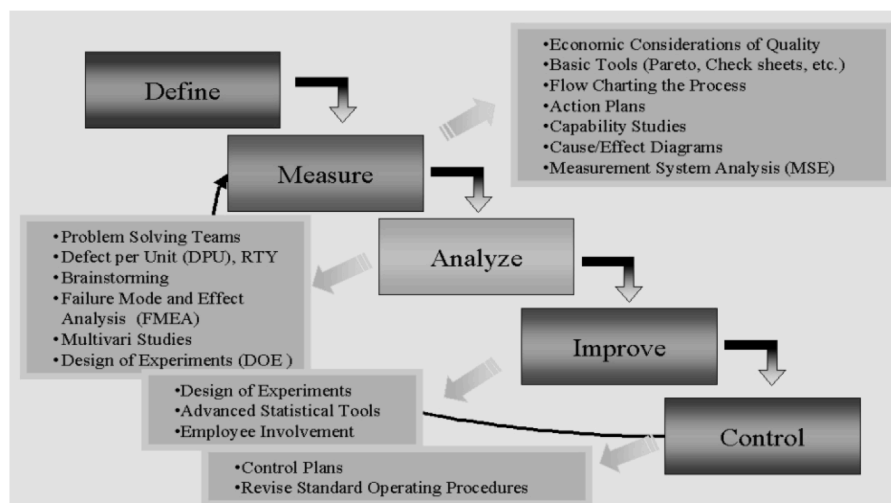 Define
•Economic Considerations of Quality
•Basic Tools (Pareto, Check sheets, etc.)
•Flow Charting the Process
•Action Plans
•Capability Studies
•Cause/Effect Diagrams
•Measurement System Analysis (MSE)
Measure
•Problem Solving Teams
•Defect per Unit (DPU), RTY
•Brainstorming
•Failure Mode and Effect
Analysis (FMEA)
•Multivari Studies
•Design of Experiments (DOE )
Analyze
Improve
•Design of Experiments
•Advanced Statistical Tools
•Employee Involvement
Control
•Control Plans
•Revise Standard Operating Procedures